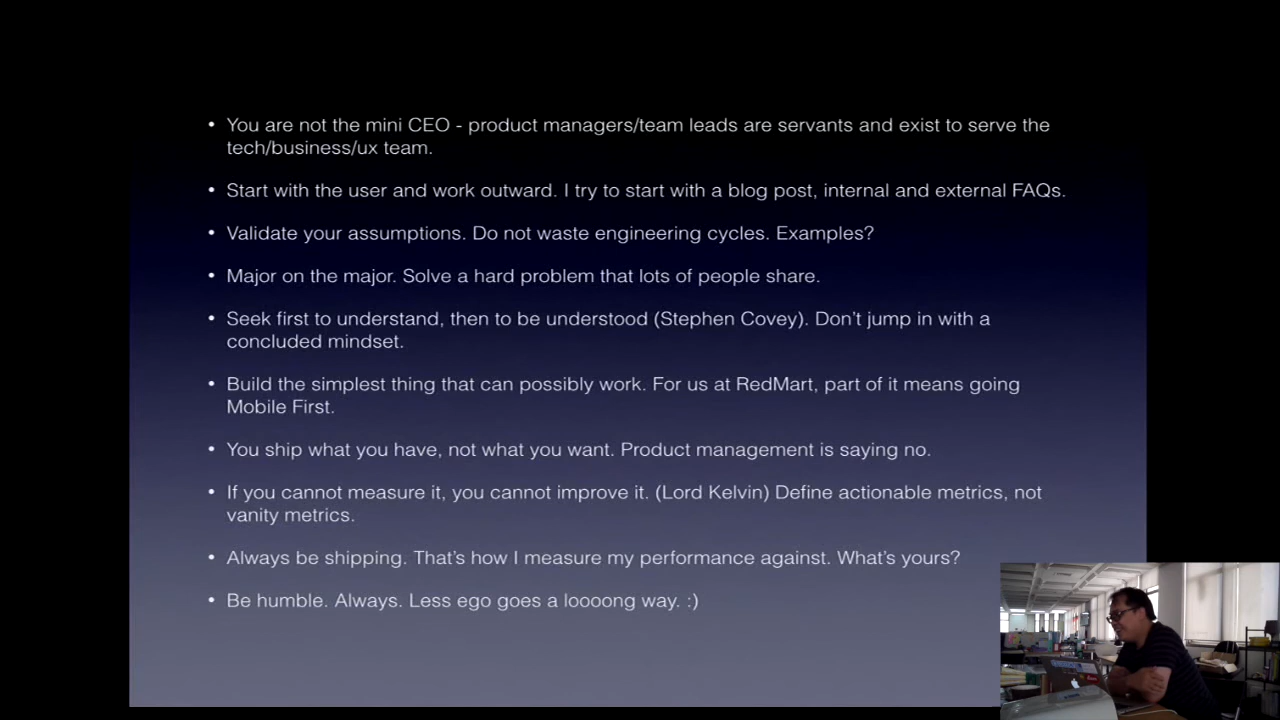 • You are not the mini CEO - product managers/team leads are servants and exist to serve the
tech/business/ux team.
• Start with the user and work outward. I try to start with a blog post, internal and external FAQs.
• Validate your assumptions. Do not waste engineering cycles. Examples?
• Major on the major. Solve a hard problem that lots of people share.
• Seek first to understand, then to be understood (Stephen Covey). Don’t jump in with a
concluded mindset.
• Build the simplest thing that can possibly work. For us at RedMart, part of it means going
Mobile First.
• You ship what you have, not what you want. Product management is saying no.
• If you cannot measure it, you cannot improve it. (Lord Kelvin) Define actionable metrics, not
vanity metrics.
• Always be shipping. That’s how I measure my performance against. What’s yours?
• Be humble. Always. Less ego goes a loooong way. :)